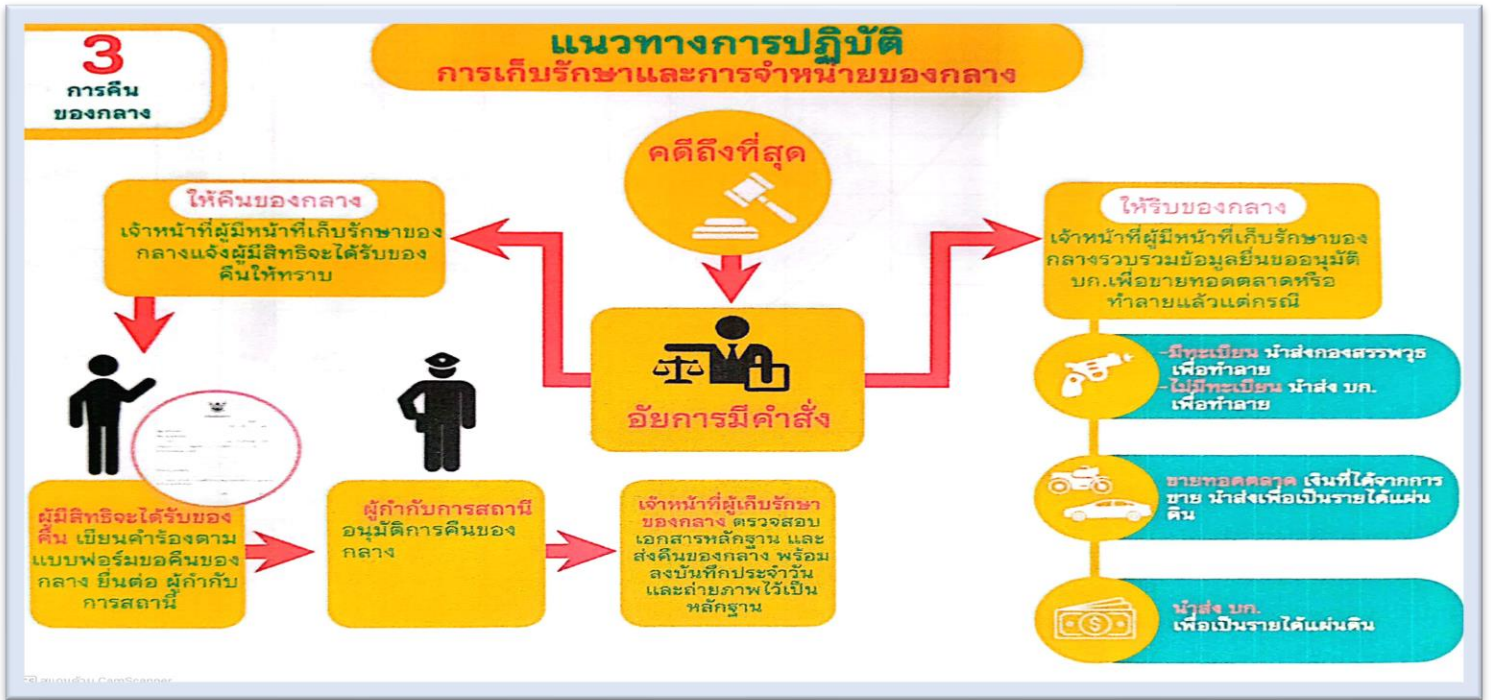 3
การคืน
ของกลาง
แนวทางการปฏิบัติ
การเก็บรักษาและการจำหน่ายของกลาง
คดีถึงที่สุด
ให้คืนของกลาง
เจ้าหน้าที่ผู้มีหน้าที่เก็บรักษาของ
กลางแจ้งผู้มีสิทธิจะได้รับของ
คืนให้ทราบ
อัยการมีคำสั่ง
ให้ริบของกลาง
เจ้าหน้าที่ผู้มีหน้าที่เก็บรักษาของ
กลางรวบรวมข้อมูลยื่นขออนุมัติ
บก.เพื่อขายทอดตลาดหรือ
ทำลายแล้วแต่กรณี
-มีทะเบียน นำส่งกองสรรพวุธ
เพื่อทำลาย
-ไม่มีทะเบียน นำส่ง บก.
เพื่อทำลาย
ขายทอดตลาด เงินที่ได้จากการ
ขาย นำส่งเพื่อเป็นรายได้แผ่น
ดิน
นำส่ง บก.
เพื่อเป็นรายได้แผ่นดิน
ผู้มีสิทธิจะได้รับของ
คืน เขียนคำร้องตาม
แบบฟอร์มขอคืนของ
กลาง ยื่นต่อ ผู้กำกับ
การสถานี
ผู้กำกับการสถานี
อนุมัติการคืนของ
กลาง
เจ้าหน้าที่ผู้เก็บรักษา
ของกลาง ตรวจสอบ
เอกสารหลักฐาน และ
ส่งคืนของกลาง พร้อม
ลงบันทึกประจำวัน
และถ่ายภาพไว้เป็น
หลักฐาน
สแกนด้วย CamScanner